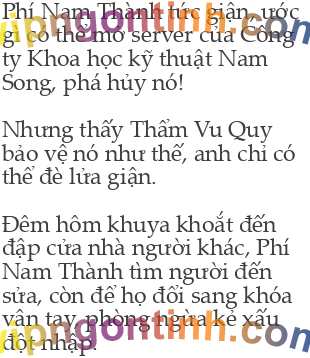 Phí Nam Thành tức giận, ước
gì có thể mở server của Công
ty Khoa học kỹ thuật Nam
Song, phá hủy nó!
Nhưng thấy Thẩm Vu Quy
bảo vệ nó như thế, anh chỉ có
thể đè lửa giận.
Đêm hôm khuya khoắt đến
đập cửa nhà người khác, Phí
Nam Thành tìm người đến
sửa, còn để họ đổi sang khóa
vân tay, phòng ngừa kẻ xấu
đột nhập.
vipngontinh.com
vipngontinh.com